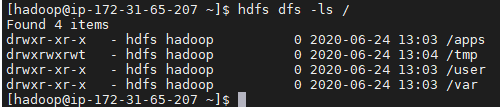 [hadoop@ip-172-31-65-207 ~]$ hdfs dfs -ls /
Found 4 items
drwxr-xr-x   - hdfs hadoop          0 2020-06-24 13:03 /apps
drwxrwxrwt   - hdfs hadoop          0 2020-06-24 13:04 /tmp
drwxr-xr-x   - hdfs hadoop          0 2020-06-24 13:03 /user
drwxr-xr-x   - hdfs hadoop          0 2020-06-24 13:03 /var
[hadoop@ip-172-31-65-207 ~]$